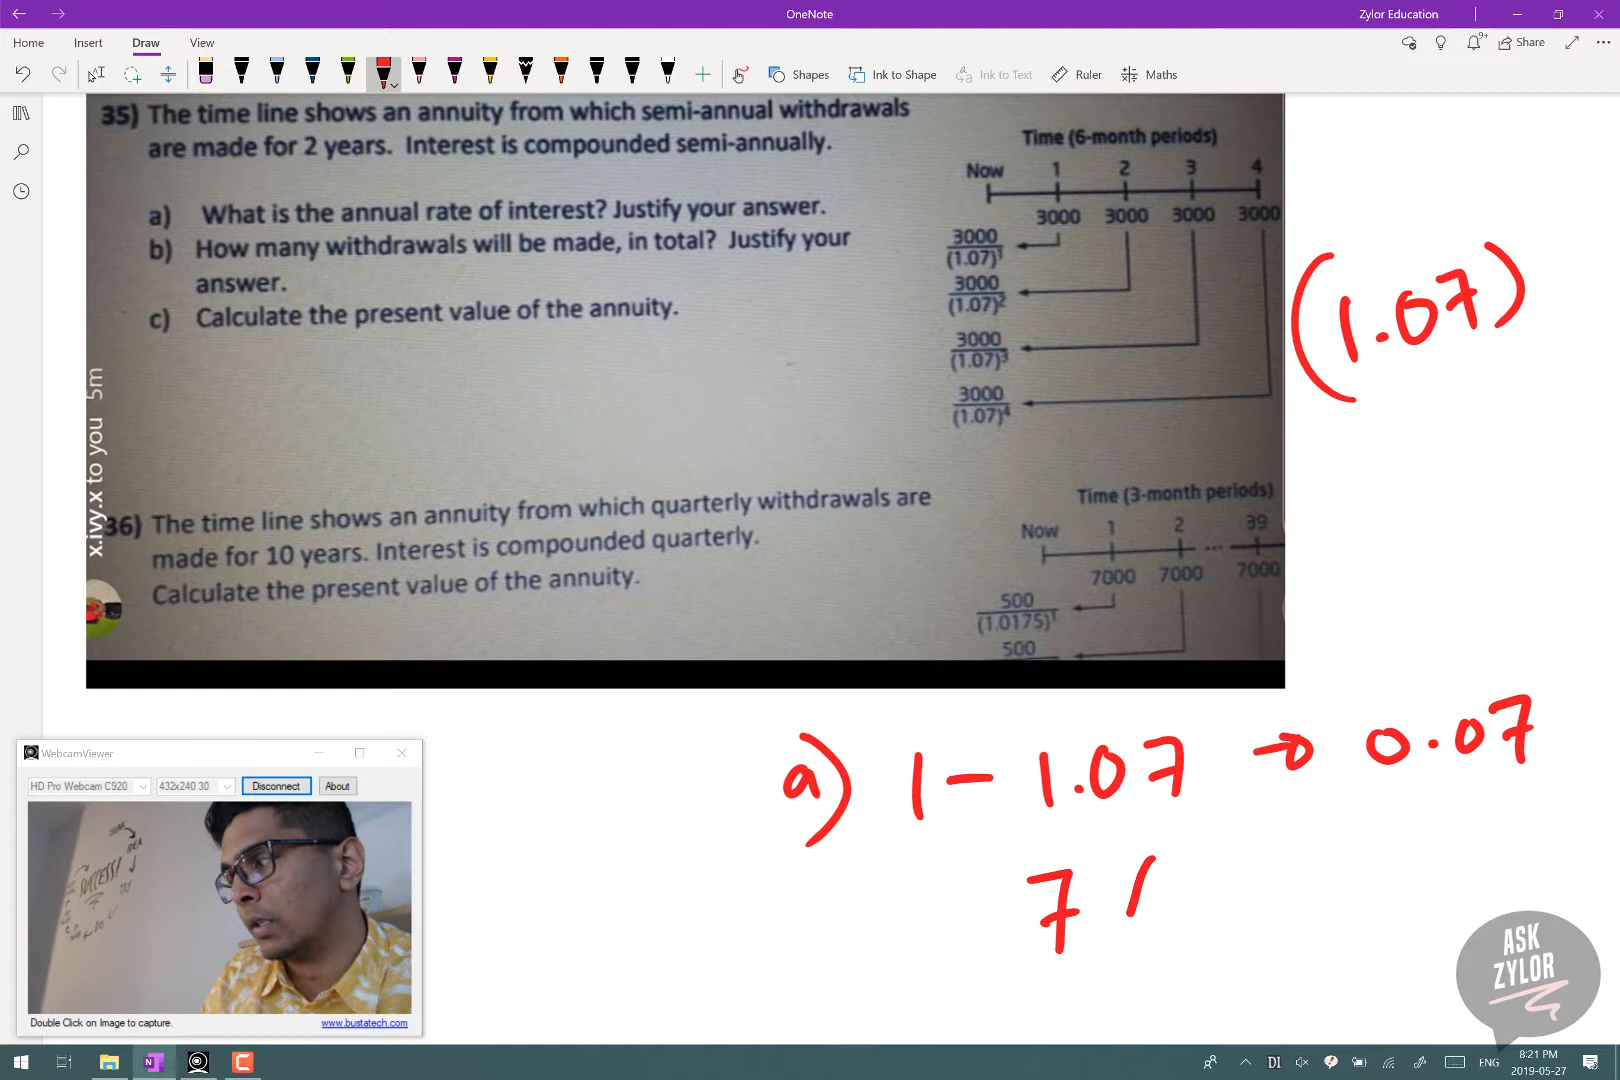 OneNote
Zylor Education
Home Insert Draw View
9+
Share
Shapes
Ink to Shape
Ink to Text
Ruler
Maths
35) The time line shows an annuity from which semi-annual withdrawals
are made for 2 years. Interest is compounded semi-annually.
a) What is the annual rate of interest? Justify your answer.
b) How many withdrawals will be made, in total? Justify your
answer.
c) Calculate the present value of the annuity.
Time (6-month periods)
Now 1 2 3 4
3000 3000 3000 3000
3000
(1.07)¹
3000
(1.07)²
3000
(1.07)³
3000
(1.07)⁴
(1.07)
x.ivy.x to you 5m
36) The time line shows an annuity from which quarterly withdrawals are
made for 10 years. Interest is compounded quarterly.
Calculate the present value of the annuity.
Time (3-month periods)
Now 1 2 ... 39
7000 7000 7000
500
(1.0175)¹
500
a) 1 - 1.07 → 0.07
7
WebcamViewer
HD Pro Webcam C920
432x240 30
Disconnect
About
THINK
IDEA
SUCCESS!
TRY
DO
Double Click on Image to capture.
www.bustatech.com
ASK
ZYLOR
N
DI
ENG
8:21 PM
2019-05-27